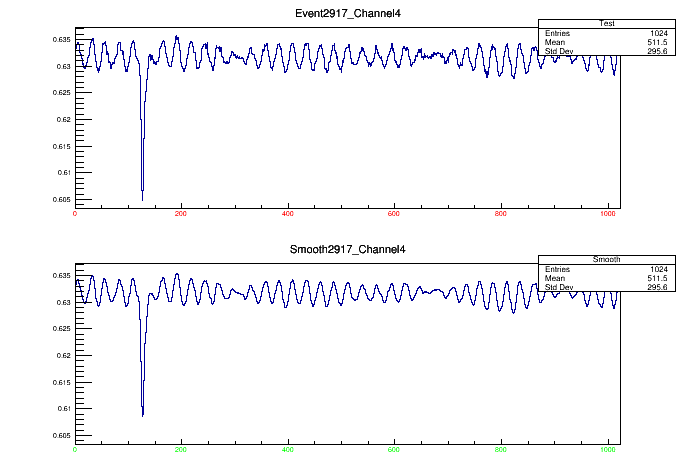 Event2917_Channel4
Test
Entries 1024
Mean 511.5
Std Dev 295.6
0.635
0.63
0.625
0.62
0.615
0.61
0.605
0 200 400 600 800 1000
Smooth2917_Channel4
Smooth
Entries 1024
Mean 511.5
Std Dev 295.6
0.635
0.63
0.625
0.62
0.615
0.61
0.605
0 200 400 600 800 1000